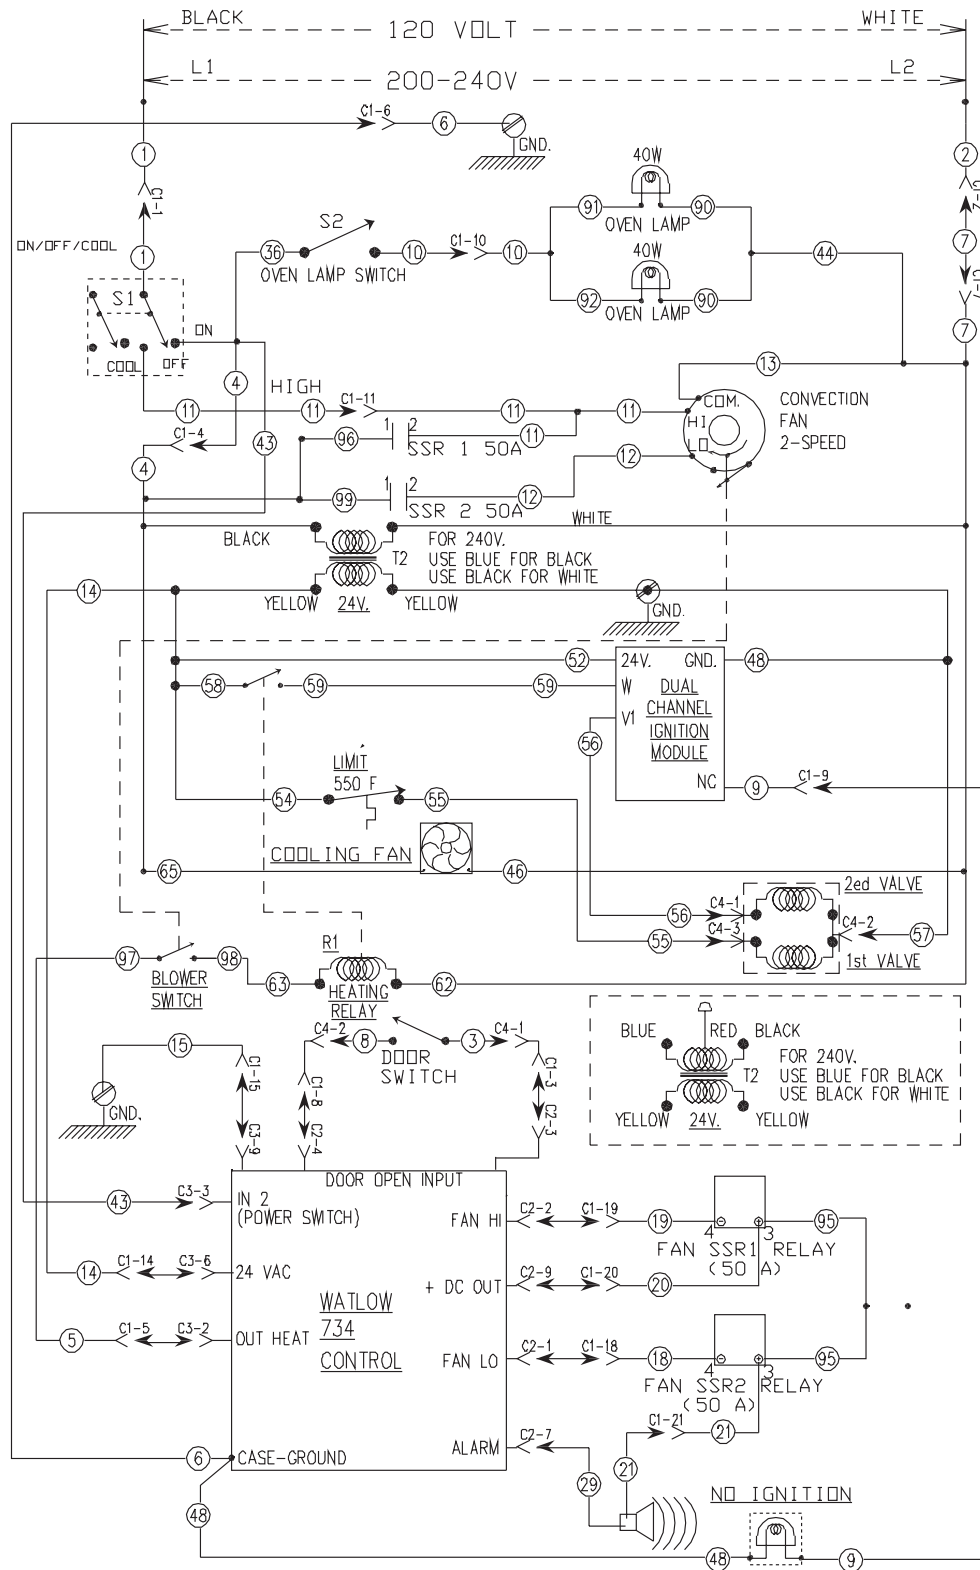 BLACK WHITE
120 VOLT
L1 L2
200-240V
C1-6
6
GND.
1 2
40W
C1-1 C1-2
91 90
S2 OVEN LAMP
ON/OFF/COOL 1 7
36 10 C1-10 10 40W 44
OVEN LAMP SWITCH
C1-7
S1 92 90
OVEN LAMP
ON 7
COOL OFF 13
4 HIGH COM. CONVECTION
11 11 C1-11 11 11 HI FAN
C1-4 43 96 1 2 11 LO 2-SPEED
SSR 1 50A
4 12
99 1 2 12
SSR 2 50A
WHITE
BLACK FOR 240V.
T2 USE BLUE FOR BLACK
USE BLACK FOR WHITE
14
YELLOW 24V. YELLOW GND.
52 24V. GND. 48
58 59 59 W DUAL
V1 CHANNEL
56 IGNITION
LIMIT MODULE
550 F
NC 9 C1-9
54 55
COOLING FAN
65 46
2ed VALVE
56 C4-1
C4-2
55 C4-3 57
R1
1st VALVE
97 98
BLOWER 63 62
SWITCH HEATING
RELAY
C4-2 8 3 C4-1
BLUE RED BLACK
15 DOOR
SWITCH
FOR 240V.
T2 USE BLUE FOR BLACK
USE BLACK FOR WHITE
C1-15 C1-8 C1-3
GND. YELLOW 24V. YELLOW
C3-9 C2-4 C2-3
DOOR OPEN INPUT
43 C3-3 IN 2
(POWER SWITCH)
FAN HI C2-2 C1-19 19 4 3 95
FAN SSR1 RELAY
(50 A)
14 C1-14 C3-6 24 VAC
+ DC OUT C2-9 C1-20 20
WATLOW
734
CONTROL
5 C1-5 C3-2 OUT HEAT
FAN LO C2-1 C1-18 18 4 3 95
FAN SSR2 RELAY
(50 A)
C1-21
21
ALARM C2-7
6 CASE-GROUND
21
29
48
NO IGNITION
48 9